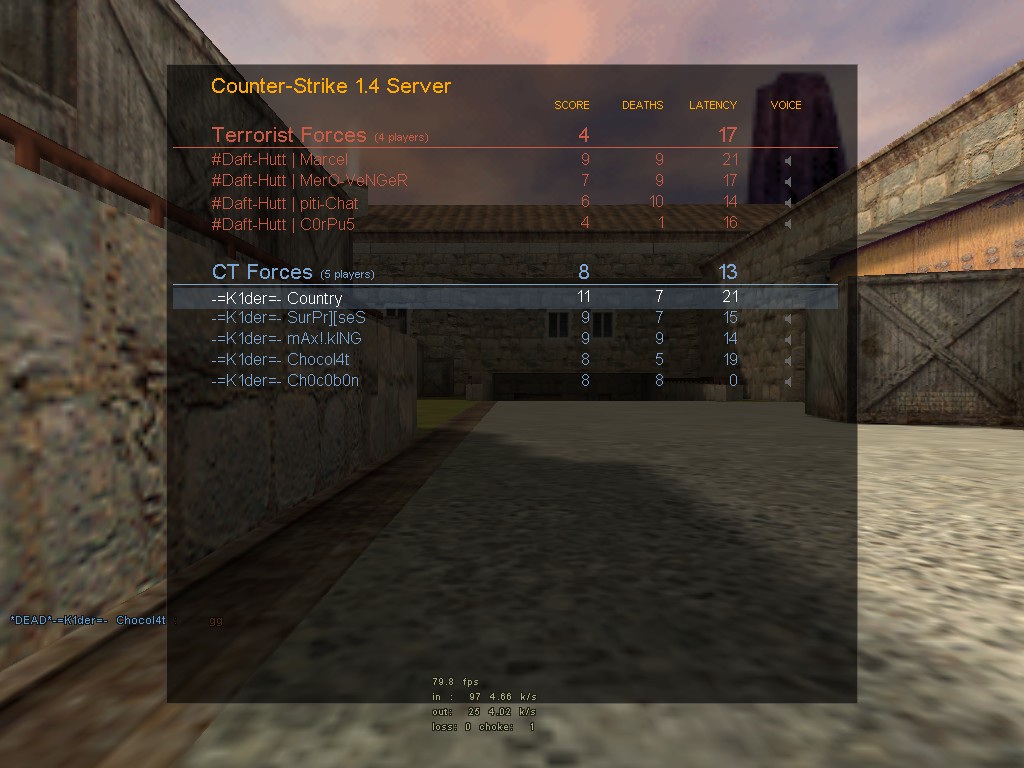 Counter-Strike 1.4 Server
SCORE DEATHS LATENCY VOICE
Terrorist Forces (4 players) 4 17
#Daft-Hutt | Marcel 9 9 21
#Daft-Hutt | MerO-VeNGeR 7 9 17
#Daft-Hutt | piti-Chat 6 10 14
#Daft-Hutt | C0rPu5 4 1 16
CT Forces (5 players) 8 13
-=K1der=- Country 11 7 21
-=K1der=- SurPr][seS 9 7 15
-=K1der=- mAxI.kING 9 9 14
-=K1der=- Chocol4t 8 5 19
-=K1der=- Ch0c0b0n 8 8 0
*DEAD*-=K1der=- Chocol4t : gg
79.8 fps
in : 97 4.66 k/s
out: 25 4.02 k/s
loss: 0 choke: 1